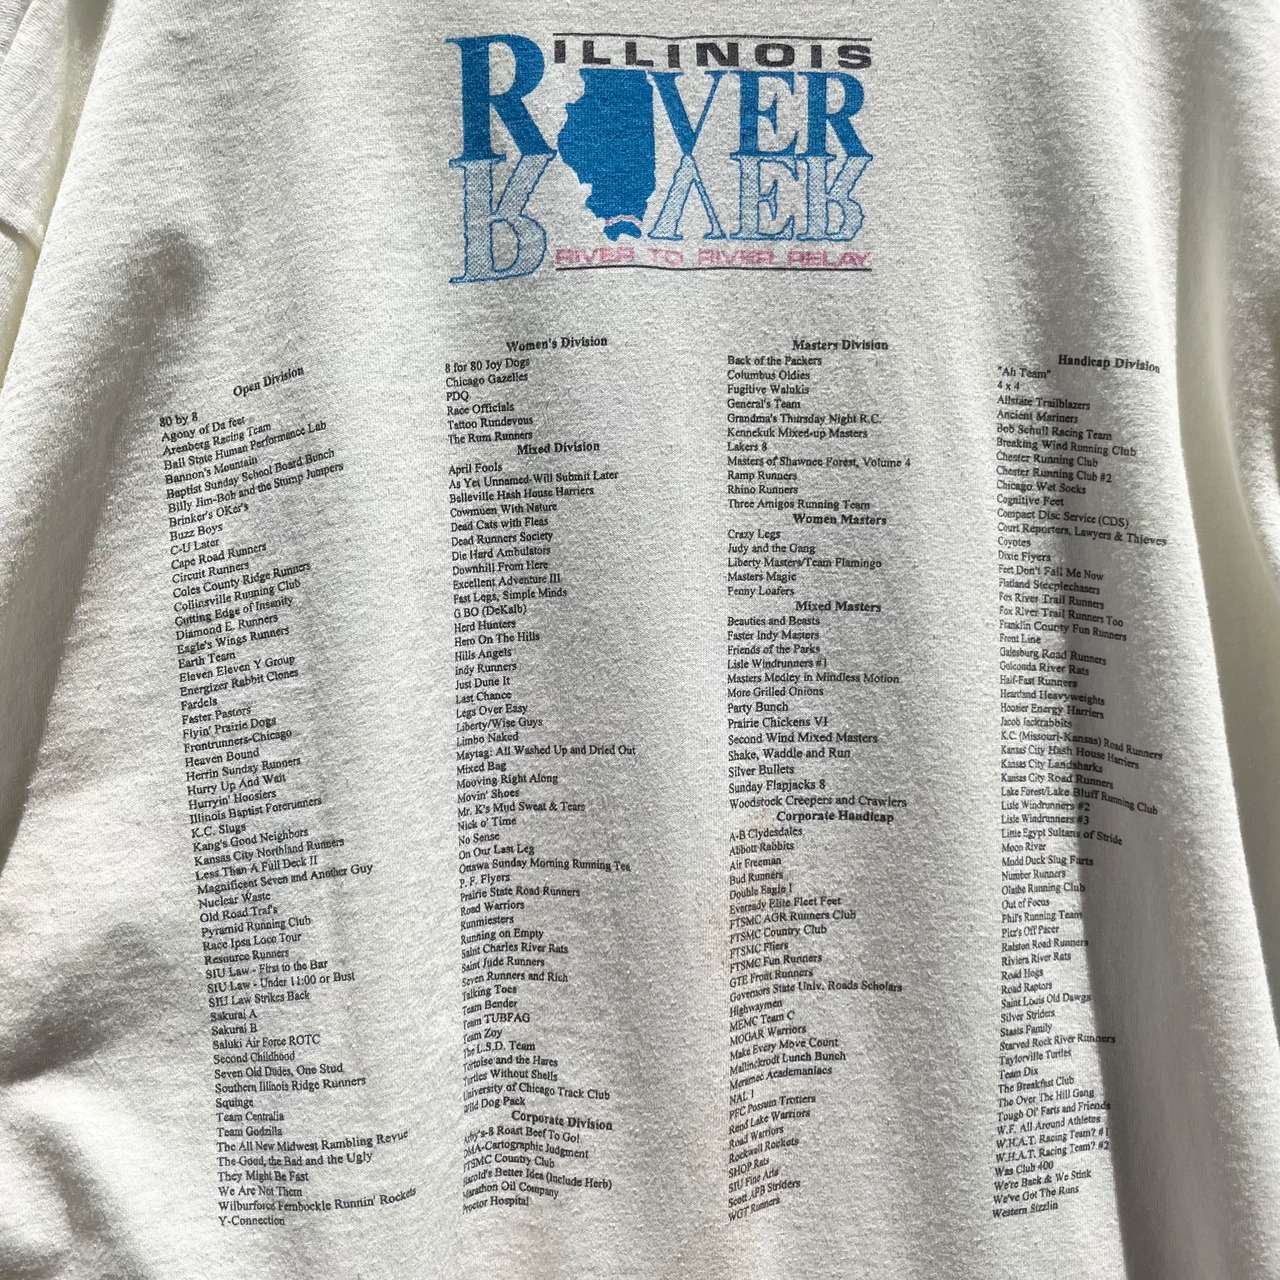 ILLINOIS
RIVER
RIVER TO RIVER RELAY
Open Division
80 by 8
Agony of Da feet
Arenberg Racing Team
Ball State Human Performance Lab
Bannon's Mountain
Baptist Sunday School Board Bunch
Billy Jim-Bob and the Stump Jumpers
Brinker's OKer's
Buzz Boys
C-U Later
Cape Road Runners
Circuit Runners
Coles County Ridge Runners
Collinsville Running Club
Cutting Edge of Insanity
Diamond E. Runners
Eagle's Wings Runners
Earth Team
Eleven Eleven Y Group
Energizer Rabbit Clones
Fardels
Faster Pastors
Flyin' Prairie Dogs
Frontrunners-Chicago
Heaven Bound
Herrin Sunday Runners
Hurry Up And Wait
Hurryin' Hoosiers
Illinois Baptist Forerunners
K.C. Slugs
Kang's Good Neighbors
Kansas City Northland Runners
Less Than A Full Deck II
Magnificent Seven and Another Guy
Nuclear Waste
Old Road Traf's
Pyramid Running Club
Race Ipsa Loco Tour
Resource Runners
SIU Law - First to the Bar
SIU Law - Under 11:00 or Bust
SIU Law Strikes Back
Sakurai A
Sakurai B
Saluki Air Force ROTC
Second Childhood
Seven Old Dudes, One Stud
Southern Illinois Ridge Runners
Squinge
Team Centralia
Team Godzilla
The All New Midwest Rambling Revue
The Good, the Bad and the Ugly
They Might Be Fast
We Are Not Them
Wilburforce Fernbockle Runnin' Rockets
Y-Connection
Women's Division
8 for 80 Joy Dogs
Chicago Gazelles
PDQ
Race Officials
Tattoo Rundevous
The Rum Runners
Mixed Division
April Fools
As Yet Unnamed-Will Submit Later
Belleville Hash House Harriers
Cowmuen With Nature
Dead Cats with Fleas
Dead Runners Society
Die Hard Ambulators
Downhill From Here
Excellent Adventure III
Fast Legs, Simple Minds
G BO (DeKalb)
Herd Hunters
Hero On The Hills
Hills Angels
Indy Runners
Just Dune It
Last Chance
Legs Over Easy
Liberty/Wise Guys
Limbo Naked
Maytag: All Washed Up and Dried Out
Mixed Bag
Mooving Right Along
Movin' Shoes
Mr. K's Mud Sweat & Tears
Nick o' Time
No Sense
On Our Last Leg
Ottawa Sunday Morning Running Tea
P. F. Flyers
Prairie State Road Runners
Road Warriors
Runmiesters
Running on Empty
Saint Charles River Rats
Saint Jude Runners
Seven Runners and Rich
Talking Toes
Team Bender
Team TUBFAG
Team Zoy
The L.S.D. Team
Tortoise and the Hares
Turtles Without Shells
University of Chicago Track Club
Wild Dog Pack
Corporate Division
Arby's-8 Roast Beef To Go!
DMA-Cartographic Judgment
FTSMC Country Club
Harold's Better Idea (Include Herb)
Marathon Oil Company
Proctor Hospital
Masters Division
Back of the Packers
Columbus Oldies
Fugitive Walukis
General's Team
Grandma's Thursday Night R.C.
Kennekuk Mixed-up Masters
Lakers 8
Masters of Shawnee Forest, Volume 4
Ramp Runners
Rhino Runners
Three Amigos Running Team
Women Masters
Crazy Legs
Judy and the Gang
Liberty Masters/Team Flamingo
Masters Magic
Penny Loafers
Mixed Masters
Beauties and Beasts
Faster Indy Masters
Friends of the Parks
Lisle Windrunners #1
Masters Medley in Mindless Motion
More Grilled Onions
Party Bunch
Prairie Chickens VI
Second Wind Mixed Masters
Shake, Waddle and Run
Silver Bullets
Sunday Flapjacks 8
Woodstock Creepers and Crawlers
Corporate Handicap
A-B Clydesdales
Abbott Rabbits
Air Freeman
Bud Runners
Double Eagle I
Eveready Elite Fleet Feet
FTSMC AGR Runners Club
FTSMC Country Club
FTSMC Fliers
FTSMC Fun Runners
GTE Front Runners
Governors State Univ. Roads Scholars
Highwaymen
MEMC Team C
MOGAR Warriors
Make Every Move Count
Mallinckrodt Lunch Bunch
Meramec Academaniacs
NAL I
PFC Possum Trotters
Rend Lake Warriors
Road Warriors
Rockwell Rockets
SHOP Rats
SIU Fine Arts
Scott AFB Striders
WGT Runners
Handicap Division
"Ah Team"
4 x 4
Allstate Trailblazers
Ancient Mariners
Bob Schull Racing Team
Breaking Wind Running Club
Chester Running Club
Chester Running Club #2
Chicago Wet Socks
Cognitive Feet
Compact Disc Service (CDS)
Court Reporters, Lawyers & Thieves
Coyotes
Dixie Flyers
Feet Don't Fail Me Now
Flatland Steeplechasers
Fox River Trail Runners
Fox River Trail Runners Too
Franklin County Fun Runners
Front Line
Galesburg Road Runners
Golconda River Rats
Half-Fast Runners
Heartland Heavyweights
Hoosier Energy Harriers
Jacob Jackrabbits
K.C. (Missouri-Kansas) Road Runners
Kansas City Hash House Harriers
Kansas City Landsharks
Kansas City Road Runners
Lake Forest/Lake Bluff Running Club
Lisle Windrunners #2
Lisle Windrunners #3
Little Egypt Sultans of Stride
Moon River
Mudd Duck Slug Farts
Number Runners
Olathe Running Club
Out of Focus
Phil's Running Team
Picr's Off Pacer
Ralston Road Runners
Riviera River Rats
Road Hogs
Road Raptors
Saint Louis Old Dawgs
Silver Striders
Staats Family
Starved Rock River Runners
Taylorville Turtles
Team Dix
The Breakfast Club
The Over The Hill Gang
Tough Ol' Farts and Friends
W.F. All Around Athletes
W.H.A.T. Racing Team? #1
W.H.A.T. Racing Team? #2
Was Club 400
We're Back & We Stink
We've Got The Runs
Western Sizzlin